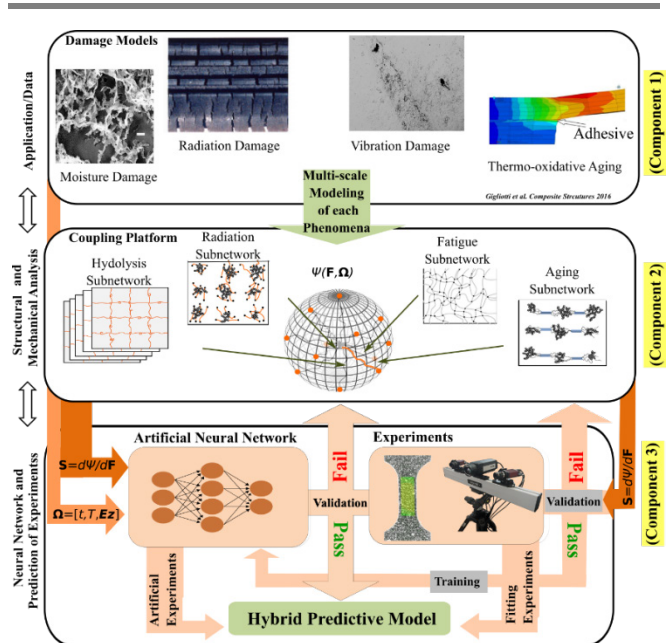 Damage Models
Application/Data
(Component 1)
Moisture Damage
Radiation Damage
Vibration Damage
Adhesive
Thermo-oxidative Aging
Gigliotti et al. Composite Strcutures 2016
Multi-scale
Modeling
of each
Phenomena
Structural and
Mechanical Analysis
(Component 2)
Coupling Platform
Hydolysis
Subnetwork
Radiation
Subnetwork
Ψ(F,Ω)
Fatigue
Subnetwork
Aging
Subnetwork
Neural Network and
Prediction of Experimentss
(Component 3)
Artificial Neural Network
Experiments
S=dΨ/dF
Ω=[t,T,Ez]
Fail
Validation
Pass
Fail
Validation
Pass
S=dΨ/dF
Training
Artificial
Experiments
Fitting
Experiments
Hybrid Predictive Model